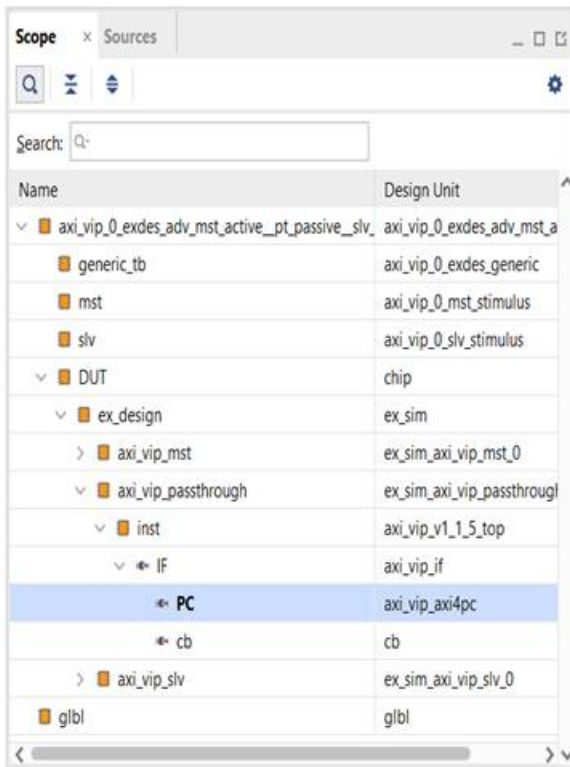 Scope × Sources
Search:
Name Design Unit
axi_vip_0_exdes_adv_mst_active__pt_passive__slv_ axi_vip_0_exdes_adv_mst_a
generic_tb axi_vip_0_exdes_generic
mst axi_vip_0_mst_stimulus
slv axi_vip_0_slv_stimulus
DUT chip
ex_design ex_sim
axi_vip_mst ex_sim_axi_vip_mst_0
axi_vip_passthrough ex_sim_axi_vip_passthrough
inst axi_vip_v1_1_5_top
IF axi_vip_if
PC axi_vip_axi4pc
cb cb
axi_vip_slv ex_sim_axi_vip_slv_0
glbl glbl